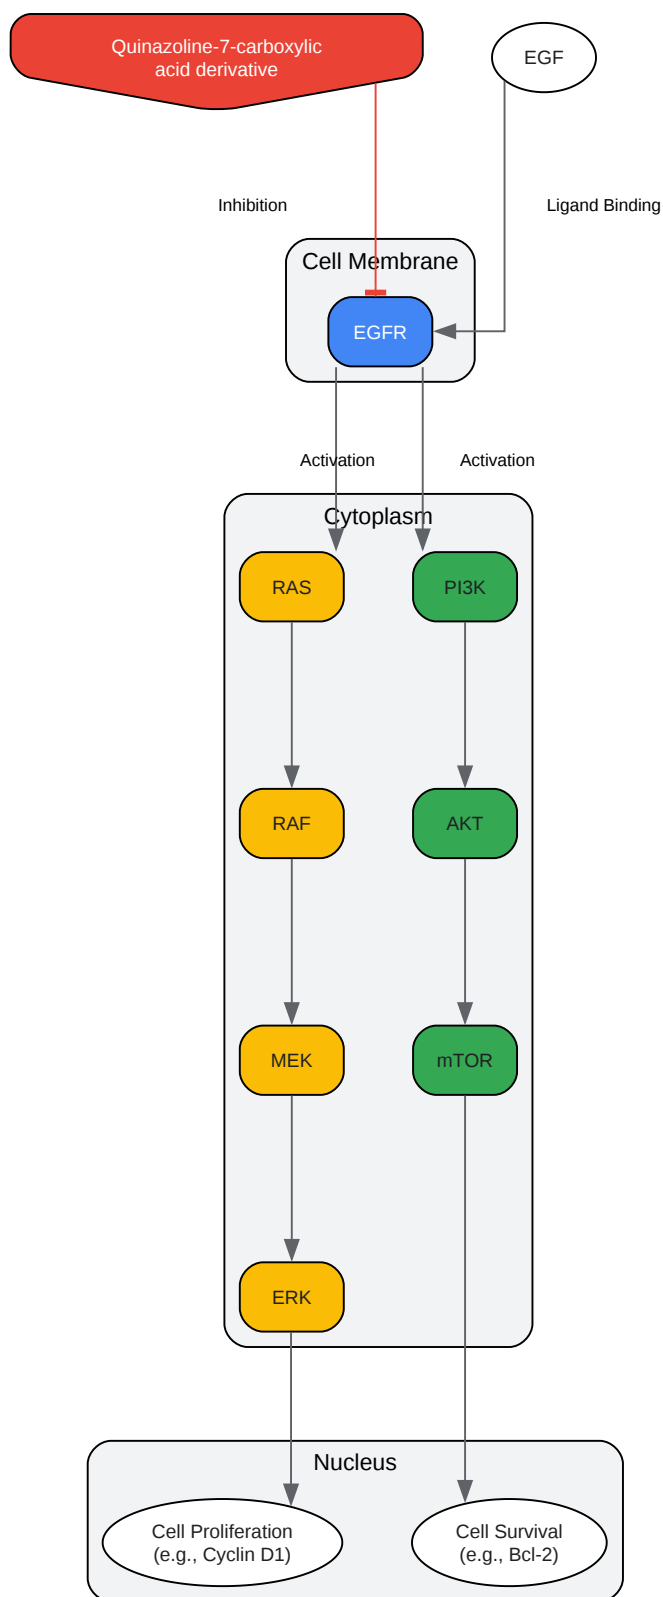 Quinazoline-7-carboxylic
acid derivative
EGF
Inhibition
Ligand Binding
Cell Membrane
EGFR
Activation
Activation
Cytoplasm
RAS
PI3K
RAF
AKT
MEK
mTOR
ERK
Nucleus
Cell Proliferation
(e.g., Cyclin D1)
Cell Survival
(e.g., Bcl-2)